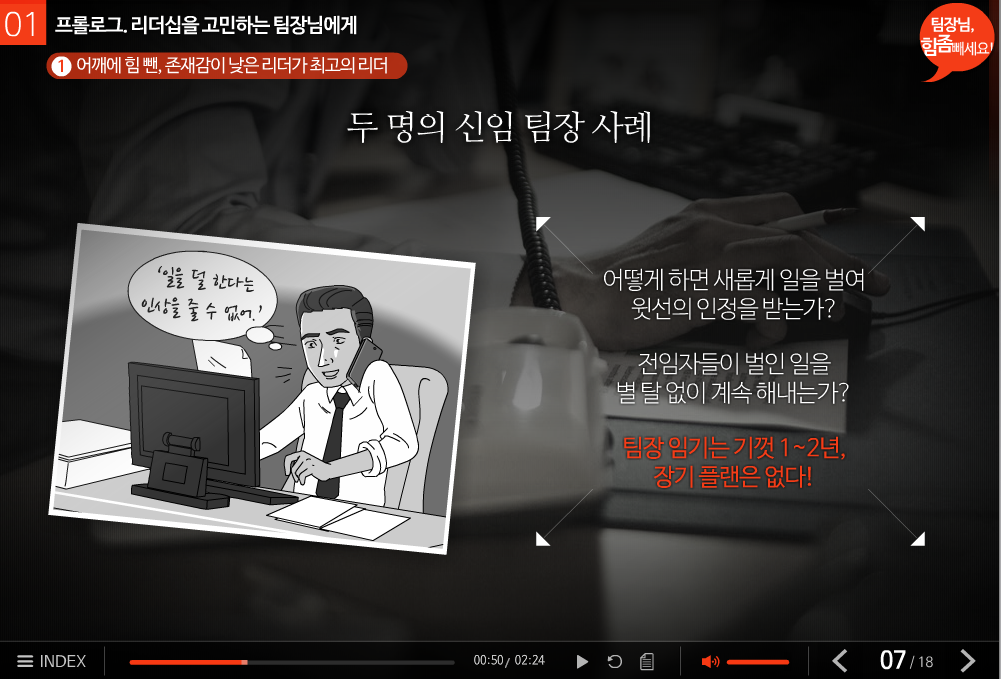 01
프롤로그. 리더십을 고민하는 팀장님에게
팀장님,
힘좀빼세요!
1 어깨에 힘 뺀, 존재감이 낮은 리더가 최고의 리더
두 명의 신임 팀장 사례
'일을 덜 한다는
인상을 줄 수 없어.'
어떻게 하면 새롭게 일을 벌여
윗선의 인정을 받는가?
전임자들이 벌인 일을
별 탈 없이 계속 해내는가?
팀장 임기는 기껏 1~2년,
장기 플랜은 없다!
INDEX
00:50 / 02:24
07 / 18